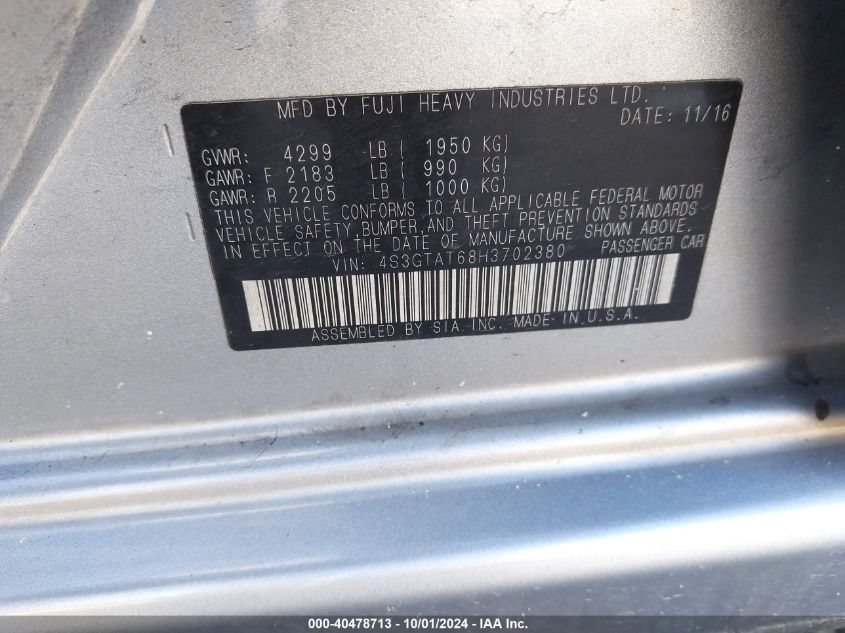 MFD BY FUJI HEAVY INDUSTRIES LTD.
DATE: 11/16
GVWR: 4299 LB ( 1950 KG)
GAWR: F 2183 LB ( 990 KG)
GAWR: R 2205 LB ( 1000 KG)
THIS VEHICLE CONFORMS TO ALL APPLICABLE FEDERAL MOTOR
VEHICLE SAFETY, BUMPER, AND THEFT PREVENTION STANDARDS
IN EFFECT ON THE DATE OF MANUFACTURE SHOWN ABOVE.
VIN: 4S3GTAT68H3702380 PASSENGER CAR
ASSEMBLED BY SIA INC. MADE IN U.S.A.
000-40478713 - 10/01/2024 - IAA Inc.